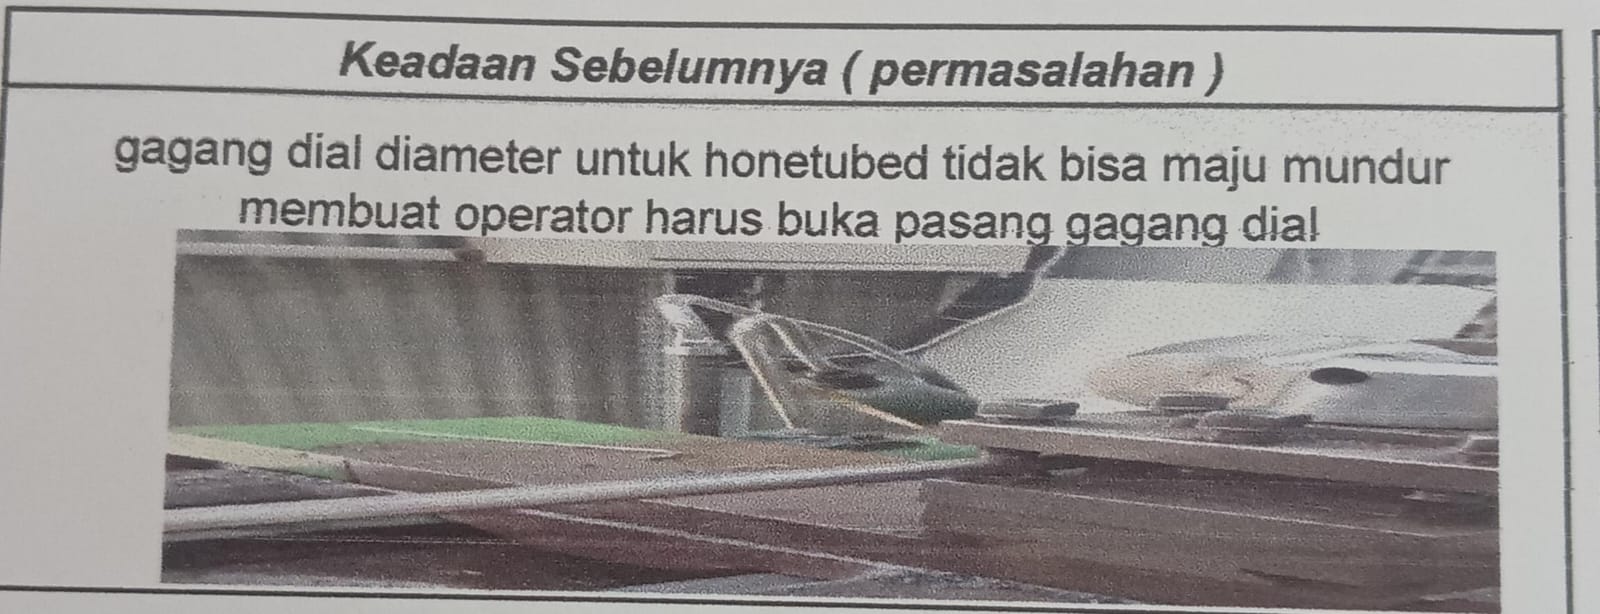 Keadaan Sebelumnya ( permasalahan )
gagang dial diameter untuk honetubed tidak bisa maju mundur
membuat operator harus buka pasang gagang dial